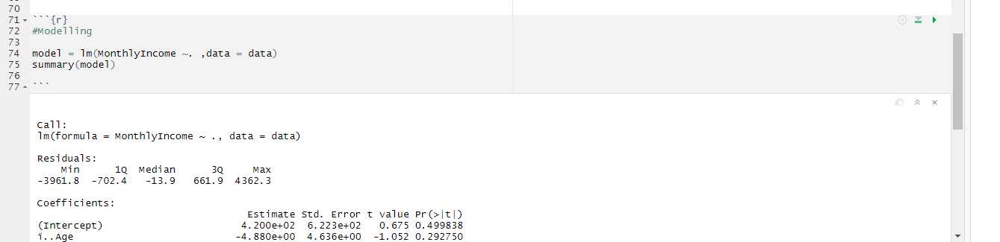 70
71 ```{r}
72 #Modelling
73
74 model = lm(MonthlyIncome ~. ,data = data)
75 summary(model)
76
77 ```
Call:
lm(formula = MonthlyIncome ~ ., data = data)
Residuals:
Min 1Q Median 3Q Max
-3961.8 -702.4 -13.9 661.9 4362.3
Coefficients:
Estimate Std. Error t value Pr(>|t|)
(Intercept) 4.200e+02 6.223e+02 0.675 0.499838
ï..Age -4.880e+00 4.636e+00 -1.052 0.292750